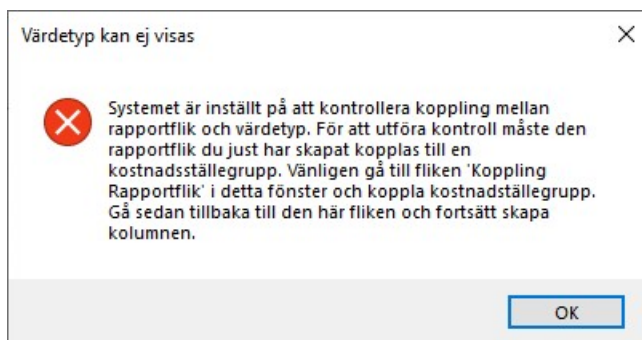 Värdetyp kan ej visas
Systemet är inställt på att kontrollera koppling mellan
rapportflik och värdetyp. För att utföra kontroll måste den
rapportflik du just har skapat kopplas till en
kostnadsställegrupp. Vänligen gå till fliken 'Koppling
Rapportflik' i detta fönster och koppla kostnadställegrupp.
Gå sedan tillbaka till den här fliken och fortsätt skapa
kolumnen.
OK